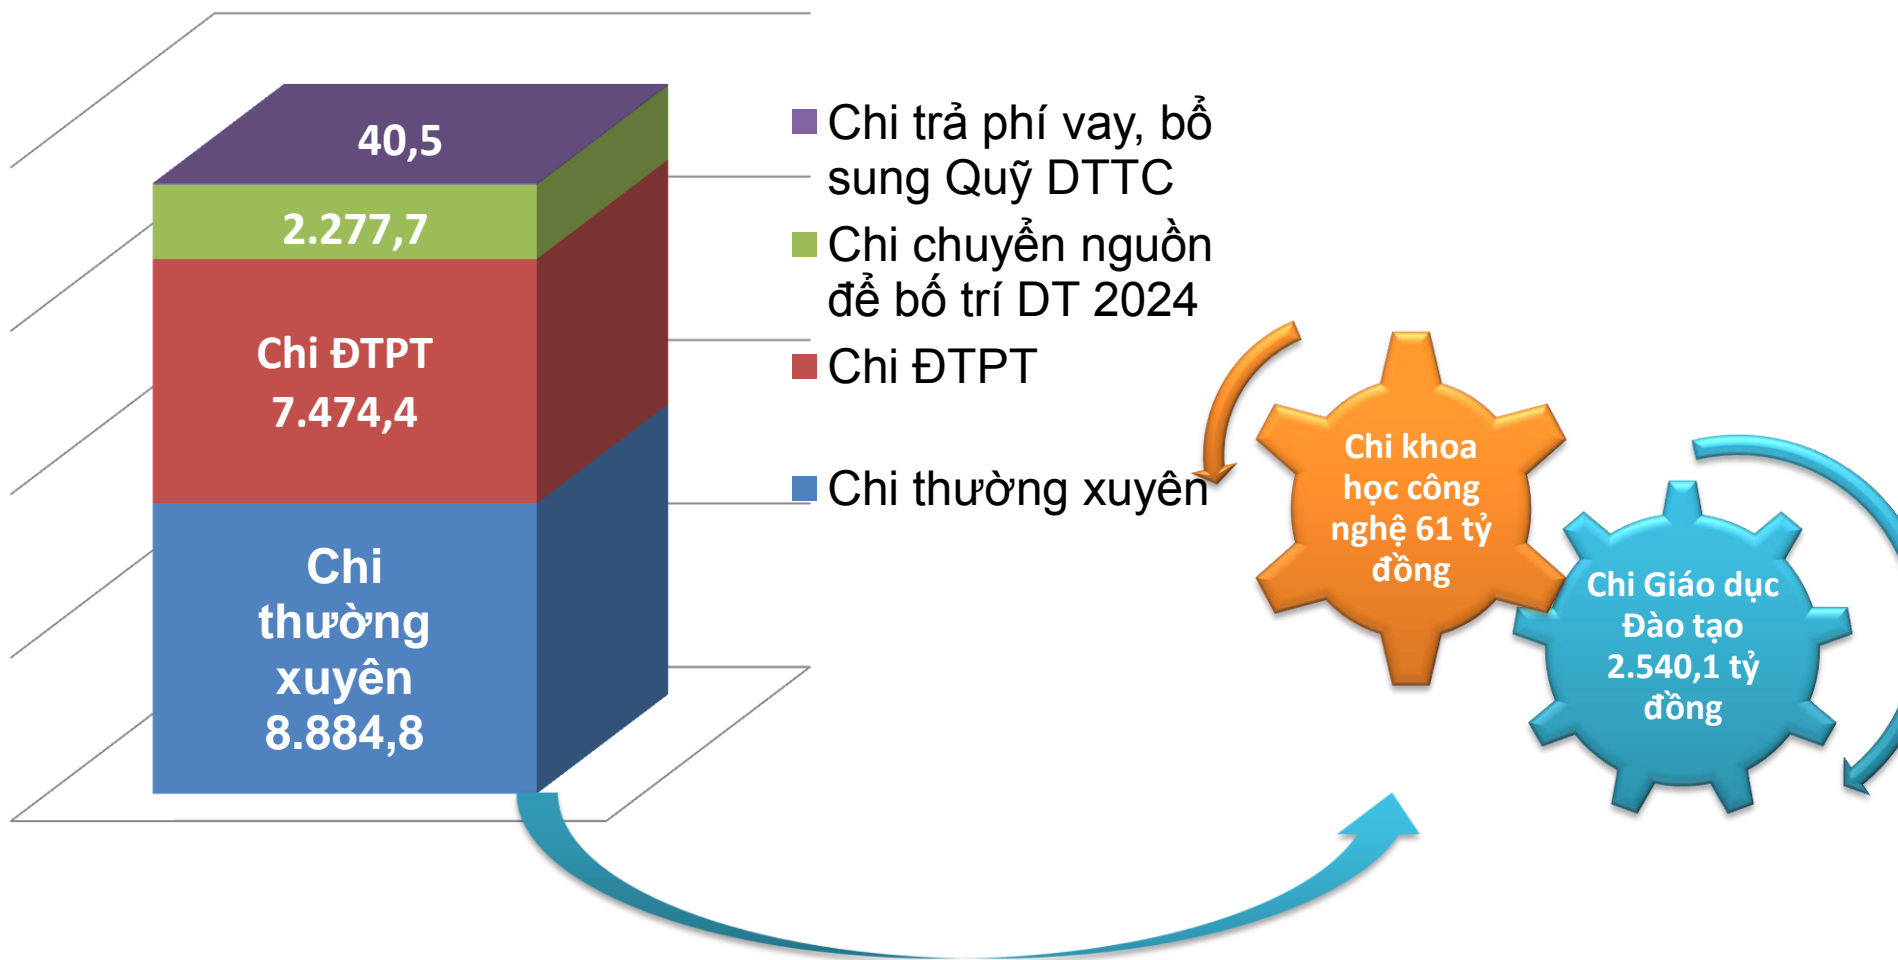 40,5
2.277,7
Chi ĐTPT
7.474,4
Chi
thường
xuyên
8.884,8
Chi trả phí vay, bổ
sung Quỹ DTTC
Chi chuyển nguồn
để bố trí DT 2024
Chi ĐTPT
Chi thường xuyên
Chi khoa
học công
nghệ 61 tỷ
đồng
Chi Giáo dục
Đào tạo
2.540,1 tỷ
đồng